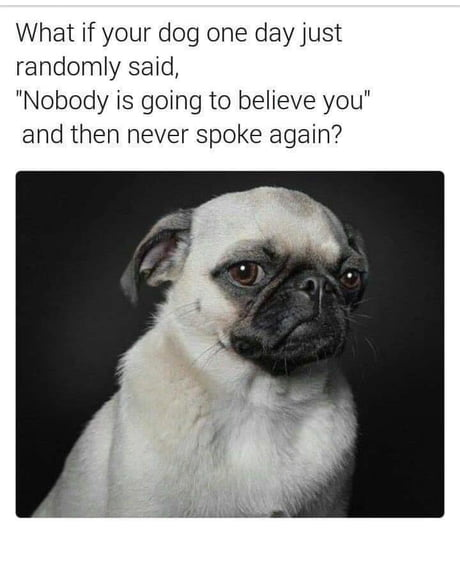 What if your dog one day just
randomly said,
"Nobody is going to believe you"
and then never spoke again?